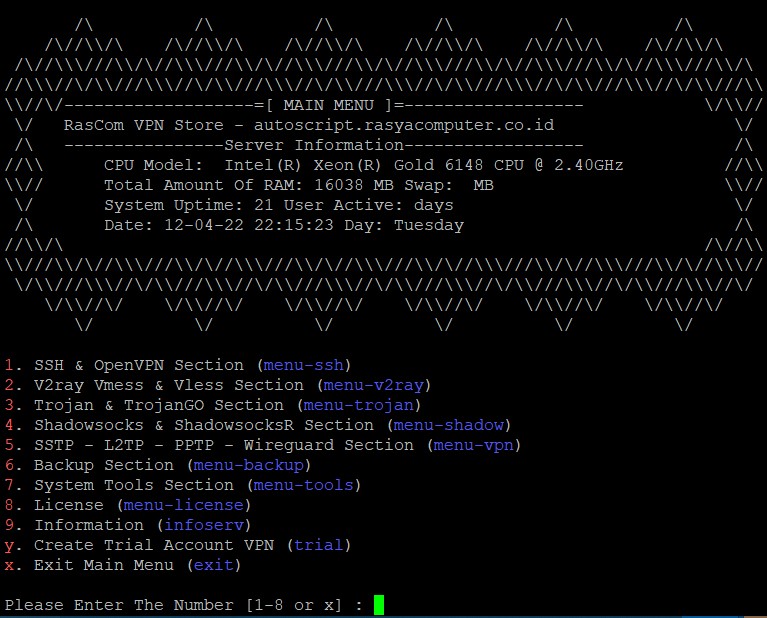 -------------------=[ MAIN MENU ]=------------------
RasCom VPN Store - autoscript.rasyacomputer.co.id
----------------Server Information------------------
CPU Model:  Intel(R) Xeon(R) Gold 6148 CPU @ 2.40GHz
Total Amount Of RAM: 16038 MB Swap:  MB
System Uptime: 21 User Active: days
Date: 12-04-22 22:15:23 Day: Tuesday
1. SSH & OpenVPN Section (menu-ssh)
2. V2ray Vmess & Vless Section (menu-v2ray)
3. Trojan & TrojanGO Section (menu-trojan)
4. Shadowsocks & ShadowsocksR Section (menu-shadow)
5. SSTP - L2TP - PPTP - Wireguard Section (menu-vpn)
6. Backup Section (menu-backup)
7. System Tools Section (menu-tools)
8. License (menu-license)
9. Information (infoserv)
y. Create Trial Account VPN (trial)
x. Exit Main Menu (exit)
Please Enter The Number [1-8 or x] :